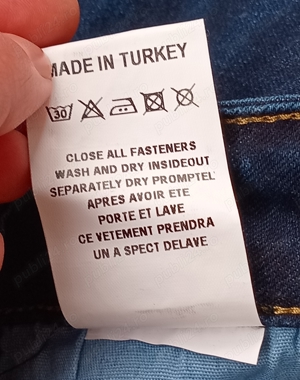 MADE IN TURKEY
30
CLOSE ALL FASTENERS
WASH AND DRY INSIDEOUT
SEPARATELY DRY PROMPTEL
APRES AVOIR ETE
PORTE ET LAVE
CE VETEMENT PRENDRA
UN A SPECT DELAVE